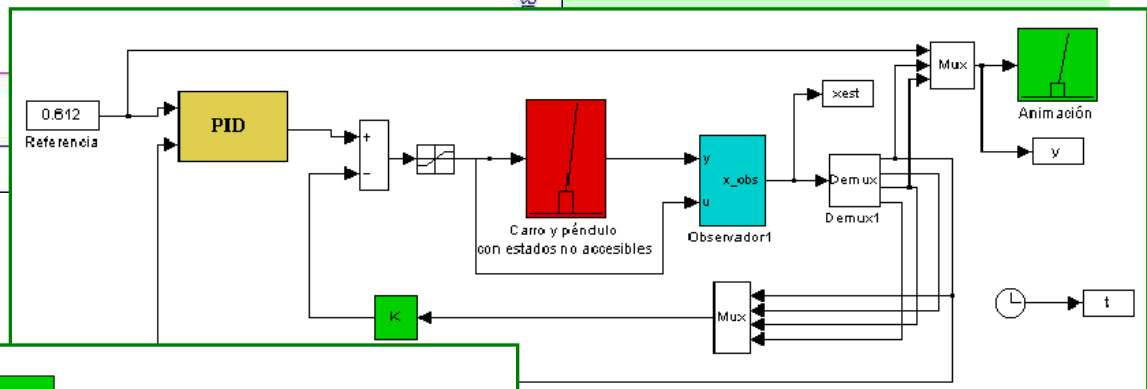 0.612
Referencia
PID
+
−
Carro y péndulo
con estados no accesibles
y
u
x_obs
Observador1
xest
Demux
Demux1
Mux
Animación
y
K
Mux
t